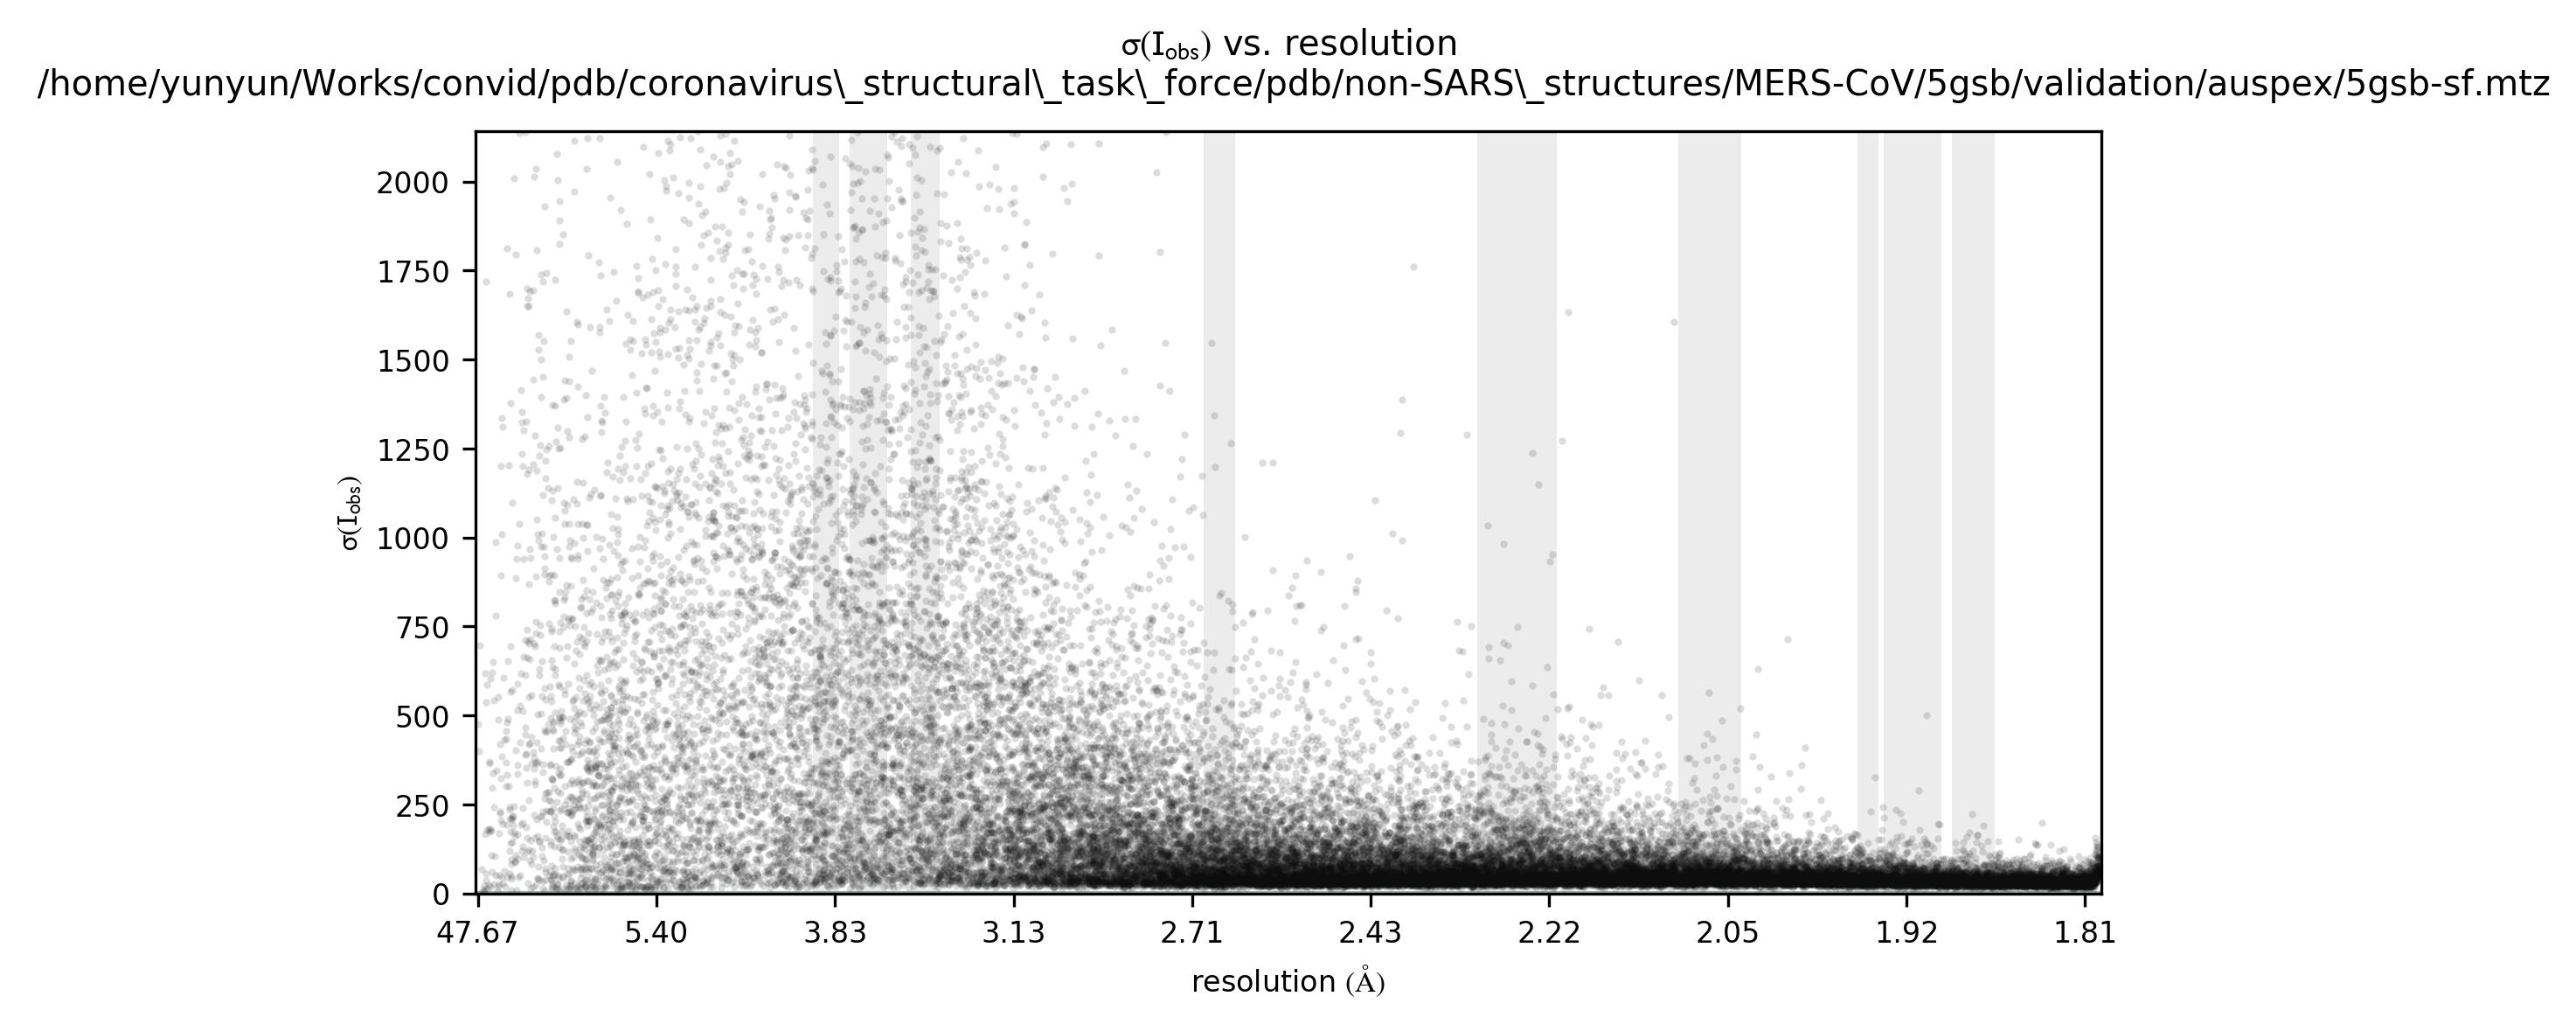 σ(I_obs) vs. resolution
/home/yunyun/Works/convid/pdb/coronavirus\_structural\_task\_force/pdb/non-SARS\_structures/MERS-CoV/5gsb/validation/auspex/5gsb-sf.mtz
2000
1750
1500
1250
1000
750
500
250
0
σ(I_obs)
47.67 5.40 3.83 3.13 2.71 2.43 2.22 2.05 1.92 1.81
resolution (Å)